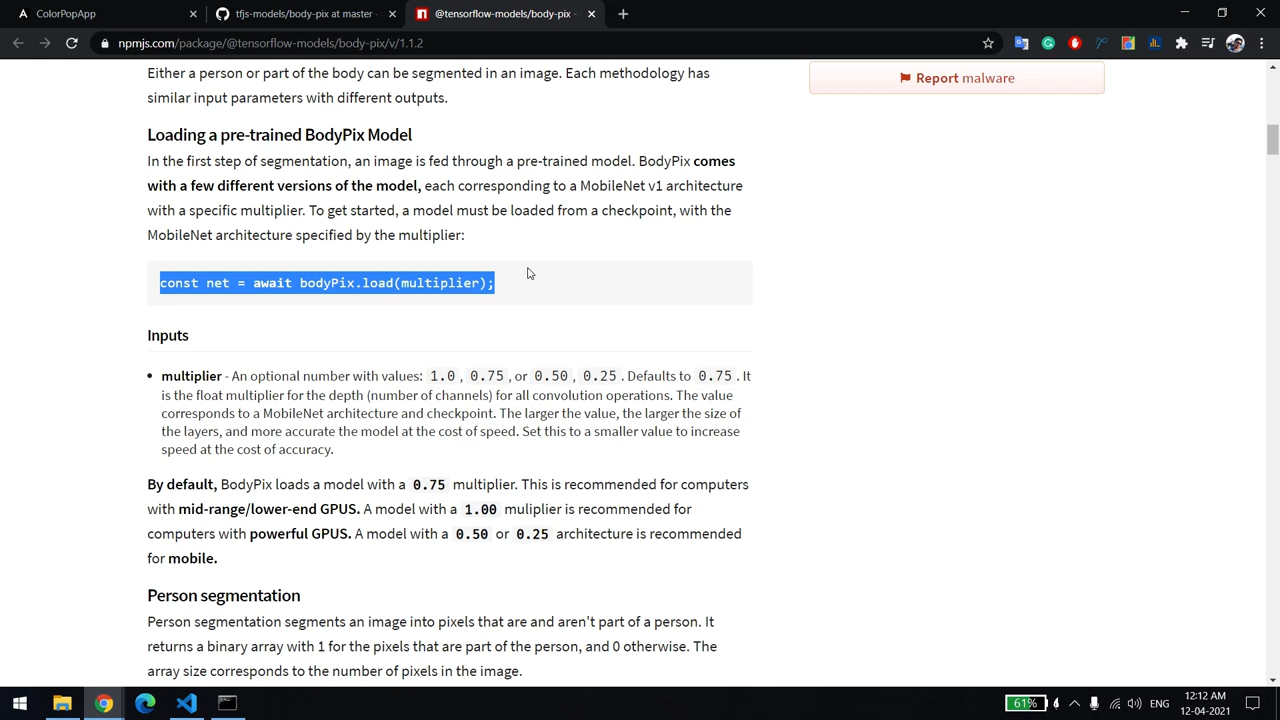 ColorPopApp
tfjs-models/body-pix at master ·
@tensorflow-models/body-pix -
npmjs.com/package/@tensorflow-models/body-pix/v/1.1.2
Either a person or part of the body can be segmented in an image. Each methodology has
similar input parameters with different outputs.
Report malware
Loading a pre-trained BodyPix Model
In the first step of segmentation, an image is fed through a pre-trained model. BodyPix comes
with a few different versions of the model, each corresponding to a MobileNet v1 architecture
with a specific multiplier. To get started, a model must be loaded from a checkpoint, with the
MobileNet architecture specified by the multiplier:
const net = await bodyPix.load(multiplier);
Inputs
• multiplier - An optional number with values: 1.0, 0.75, or 0.50, 0.25. Defaults to 0.75. It
is the float multiplier for the depth (number of channels) for all convolution operations. The value
corresponds to a MobileNet architecture and checkpoint. The larger the value, the larger the size of
the layers, and more accurate the model at the cost of speed. Set this to a smaller value to increase
speed at the cost of accuracy.
By default, BodyPix loads a model with a 0.75 multiplier. This is recommended for computers
with mid-range/lower-end GPUS. A model with a 1.00 muliplier is recommended for
computers with powerful GPUS. A model with a 0.50 or 0.25 architecture is recommended
for mobile.
Person segmentation
Person segmentation segments an image into pixels that are and aren't part of a person. It
returns a binary array with 1 for the pixels that are part of the person, and 0 otherwise. The
array size corresponds to the number of pixels in the image.
61%
ENG
12:12 AM
12-04-2021